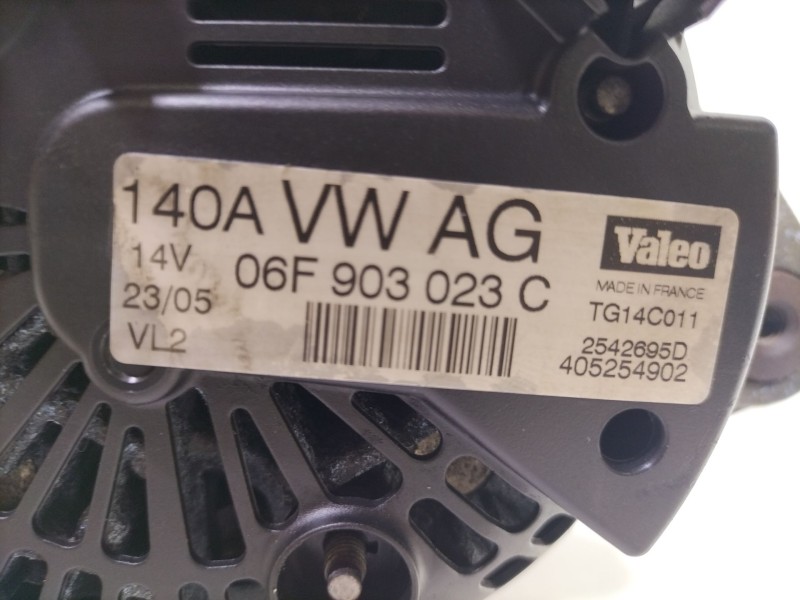 140A VW AG
14V 06F 903 023 C
23/05
VL2
Valeo
MADE IN FRANCE
TG14C011
2542695D
405254902